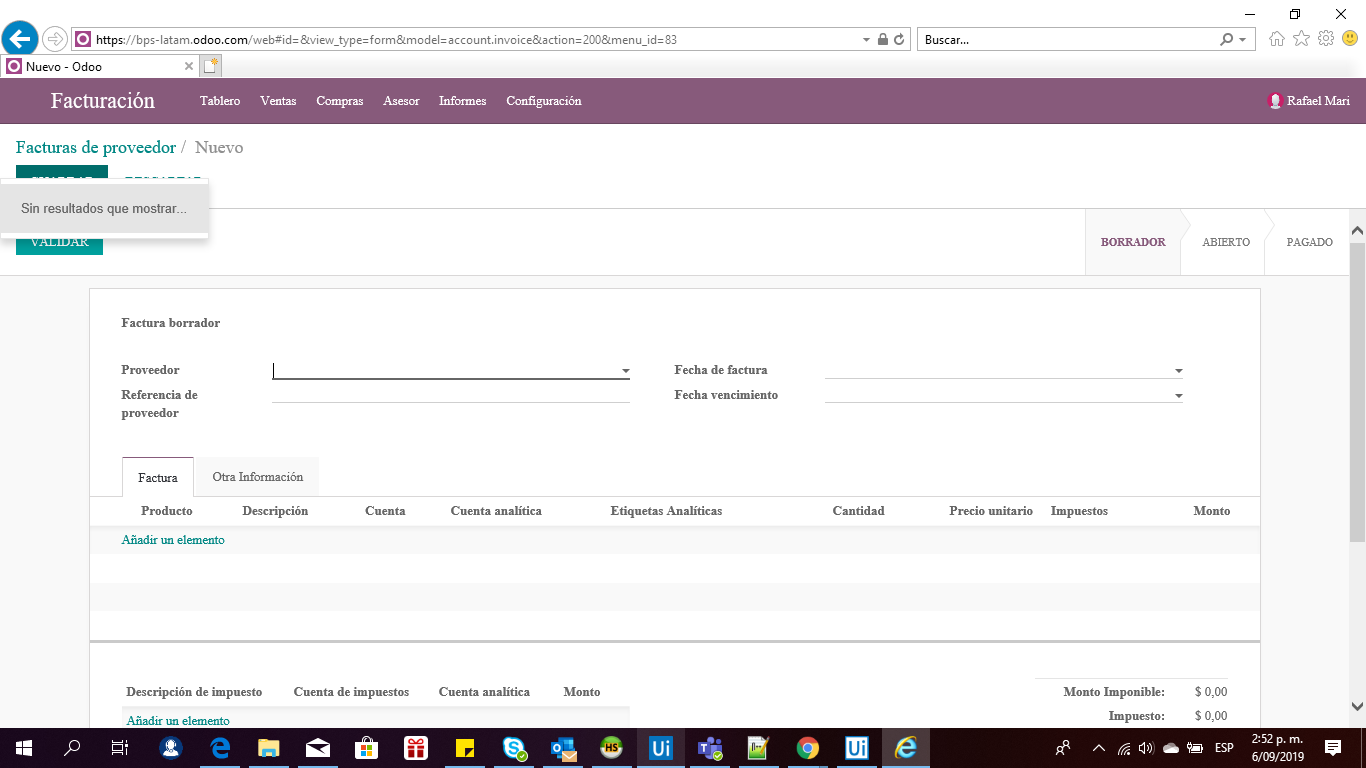 https://bps-latam.odoo.com/web#id=&view_type=form&model=account.invoice&action=200&menu_id=83
Buscar...
Nuevo - Odoo
Facturación
Tablero
Ventas
Compras
Asesor
Informes
Configuración
Rafael Mari
Facturas de proveedor / Nuevo
Sin resultados que mostrar...
VALIDAR
BORRADOR
ABIERTO
PAGADO
Factura borrador
Proveedor
Fecha de factura
Referencia de
proveedor
Fecha vencimiento
Factura
Otra Información
Producto
Descripción
Cuenta
Cuenta analítica
Etiquetas Analíticas
Cantidad
Precio unitario
Impuestos
Monto
Añadir un elemento
Descripción de impuesto
Cuenta de impuestos
Cuenta analítica
Monto
Monto Imponible:
$ 0,00
Añadir un elemento
Impuesto:
$ 0,00
HS
Ui
Ui
ESP
2:52 p. m.
6/09/2019